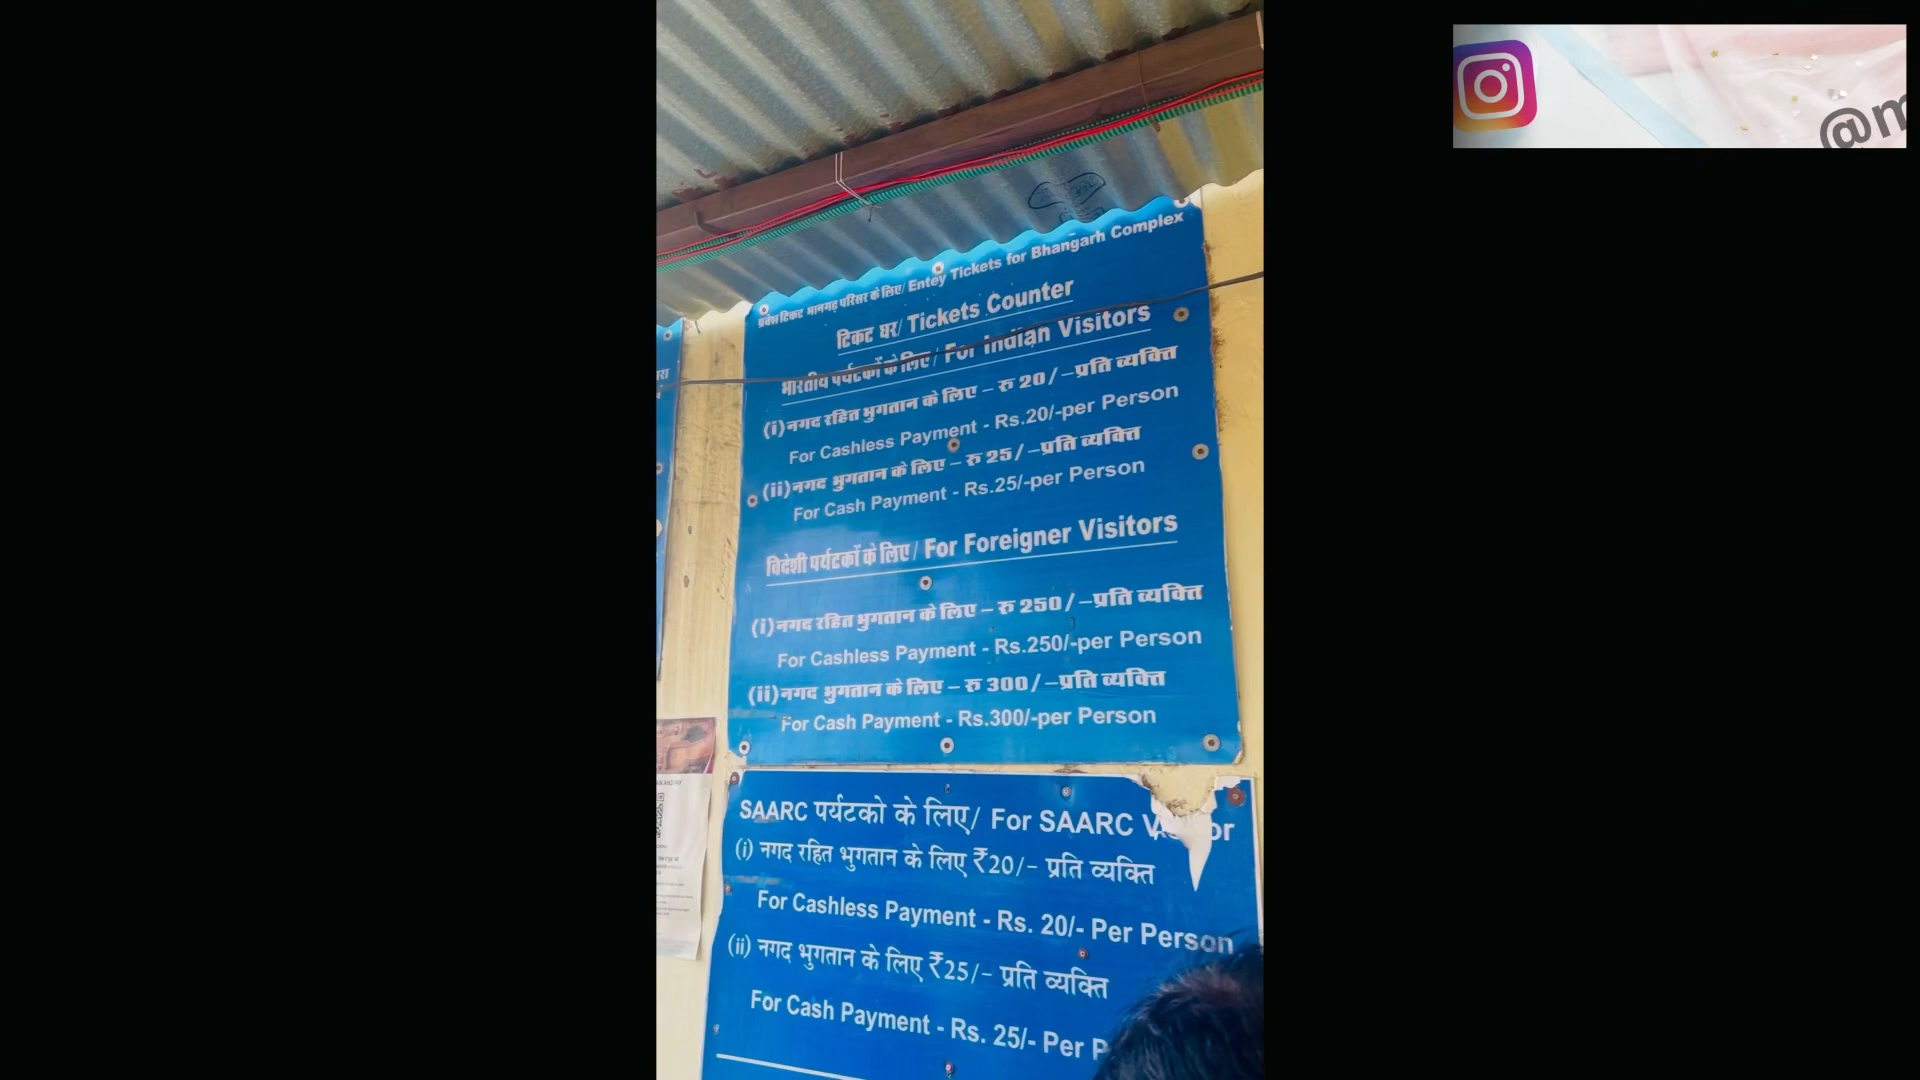 प्रवेश टिकट भानगढ़ परिसर के लिए/ Entey Tickets for Bhangarh Complex
टिकट घर/ Tickets Counter
भारतीय पर्यटकों के लिए/ For Indian Visitors
(i) नगद रहित भुगतान के लिए – रु 20/–प्रति व्यक्ति
For Cashless Payment - Rs.20/-per Person
(ii) नगद भुगतान के लिए – रु 25/–प्रति व्यक्ति
For Cash Payment - Rs.25/-per Person
विदेशी पर्यटकों के लिए/ For Foreigner Visitors
(i) नगद रहित भुगतान के लिए – रु 250/–प्रति व्यक्ति
For Cashless Payment - Rs.250/-per Person
(ii) नगद भुगतान के लिए – रु 300/–प्रति व्यक्ति
For Cash Payment - Rs.300/-per Person
SAARC पर्यटको के लिए/ For SAARC
(i) नगद रहित भुगतान के लिए ₹20/- प्रति व्यक्ति
For Cashless Payment - Rs. 20/- Per Person
(ii) नगद भुगतान के लिए ₹25/- प्रति व्यक्ति
For Cash Payment - Rs. 25/- Per
@m